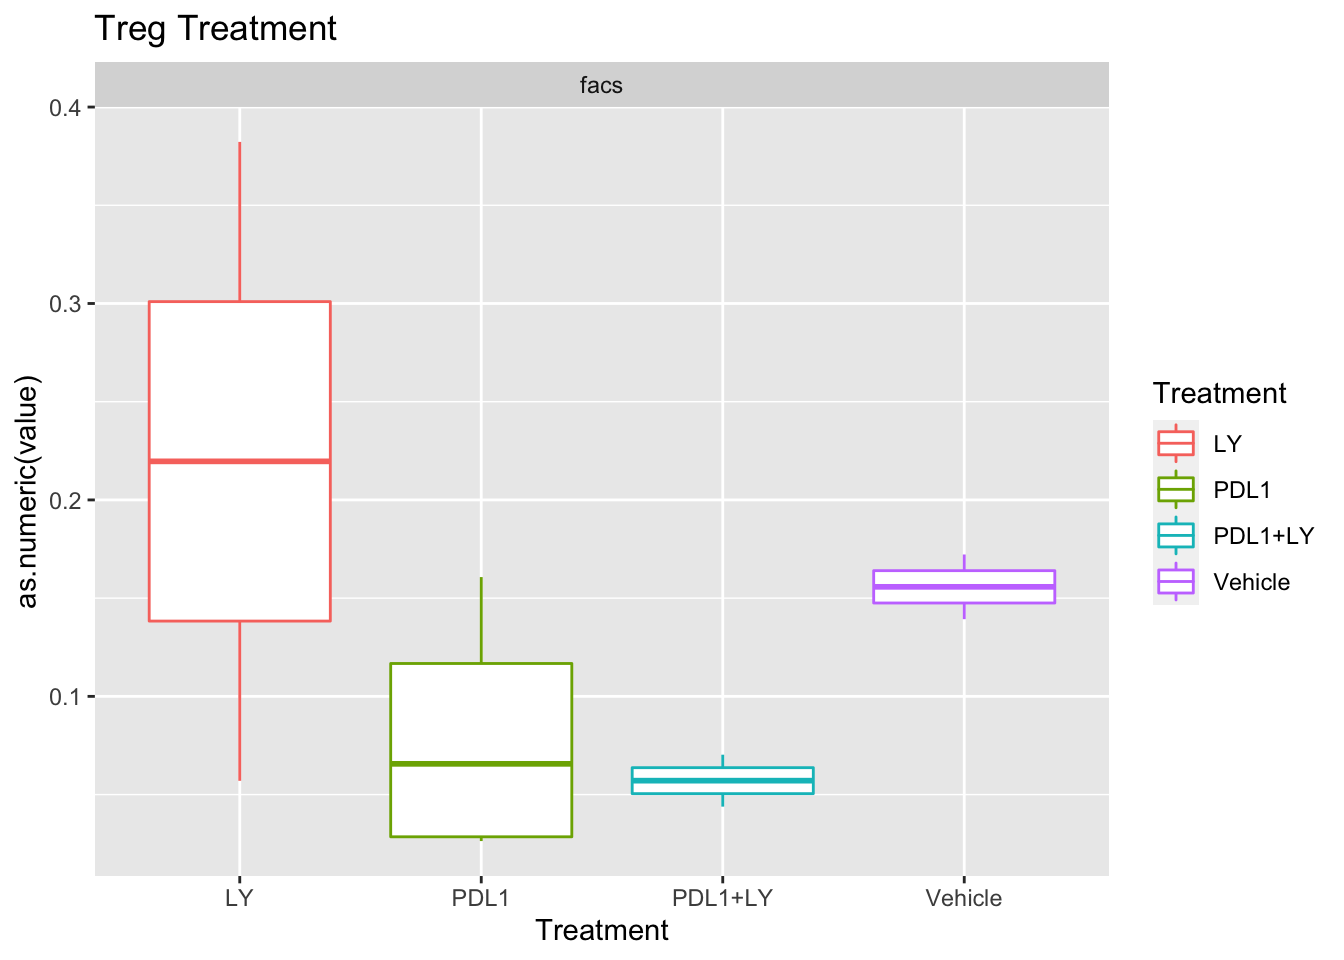 Treg Treatment
facs
0.4
0.3
0.2
0.1
as.numeric(value)
LY
PDL1
PDL1+LY
Vehicle
Treatment
Treatment
LY
PDL1
PDL1+LY
Vehicle